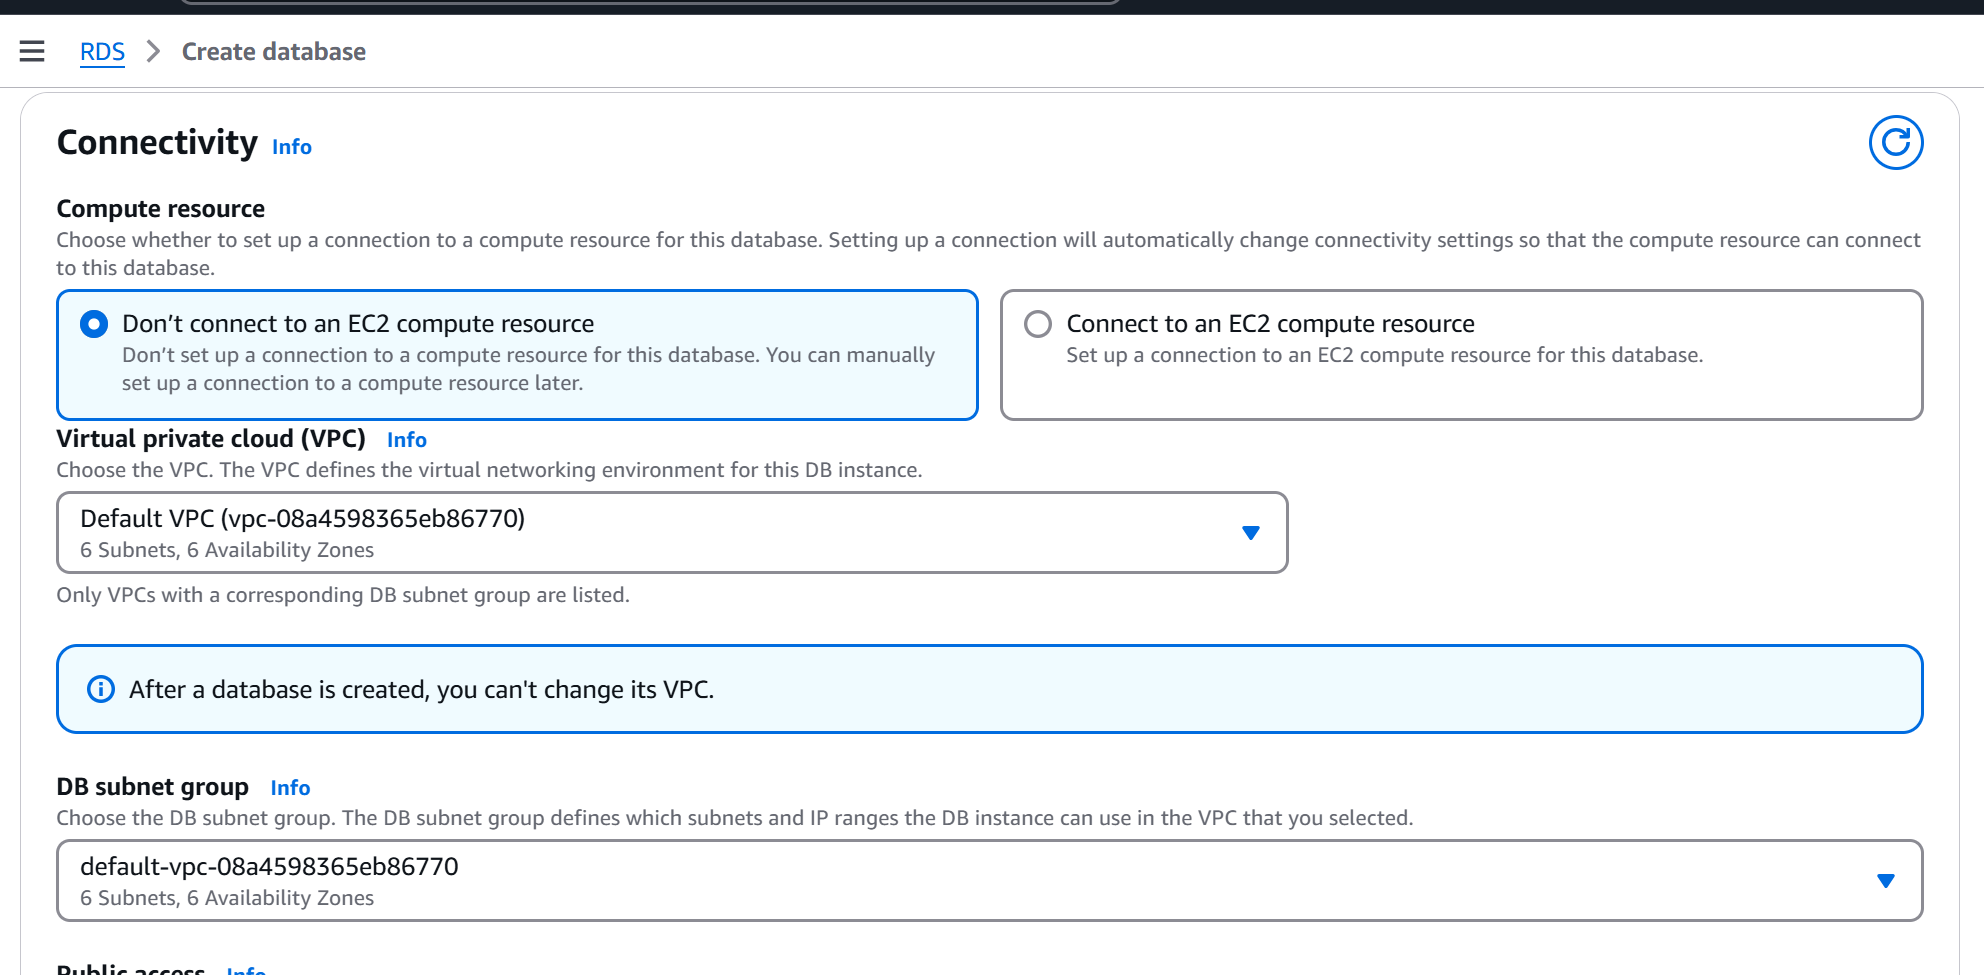 RDS > Create database
Connectivity Info
Compute resource
Choose whether to set up a connection to a compute resource for this database. Setting up a connection will automatically change connectivity settings so that the compute resource can connect
to this database.
Don’t connect to an EC2 compute resource
Don’t set up a connection to a compute resource for this database. You can manually
set up a connection to a compute resource later.
Connect to an EC2 compute resource
Set up a connection to an EC2 compute resource for this database.
Virtual private cloud (VPC) Info
Choose the VPC. The VPC defines the virtual networking environment for this DB instance.
Default VPC (vpc-08a4598365eb86770)
6 Subnets, 6 Availability Zones
Only VPCs with a corresponding DB subnet group are listed.
After a database is created, you can't change its VPC.
DB subnet group Info
Choose the DB subnet group. The DB subnet group defines which subnets and IP ranges the DB instance can use in the VPC that you selected.
default-vpc-08a4598365eb86770
6 Subnets, 6 Availability Zones
Public access Info